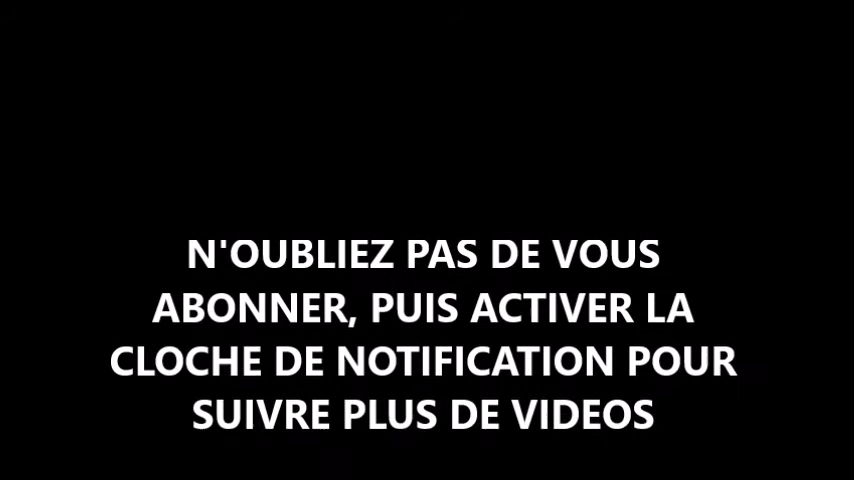 N'OUBLIEZ PAS DE VOUS
ABONNER, PUIS ACTIVER LA
CLOCHE DE NOTIFICATION POUR
SUIVRE PLUS DE VIDEOS